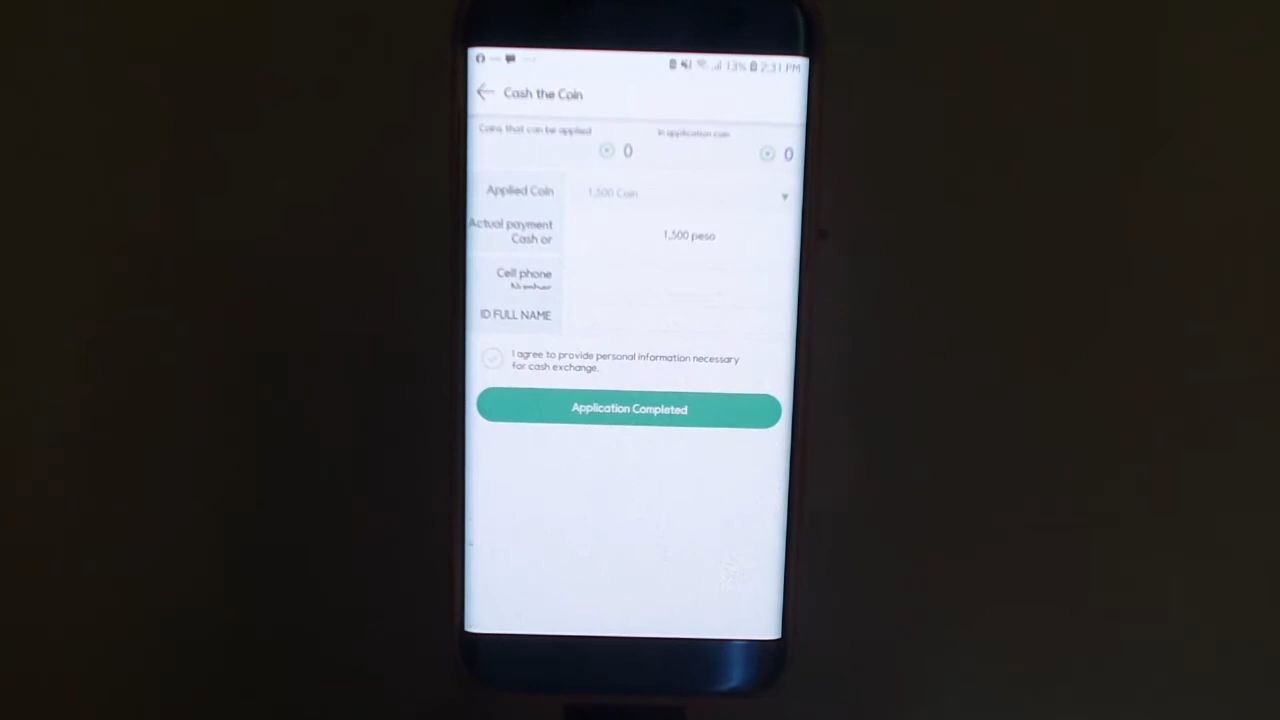 13% 2:31 PM
Cash the Coin
Coins that can be applied
In application coin
0
0
Applied Coin
1,500 Coin
Actual payment
Cash or
1,500 peso
Cell phone
Number
ID FULL NAME
I agree to provide personal information necessary
for cash exchange.
Application Completed